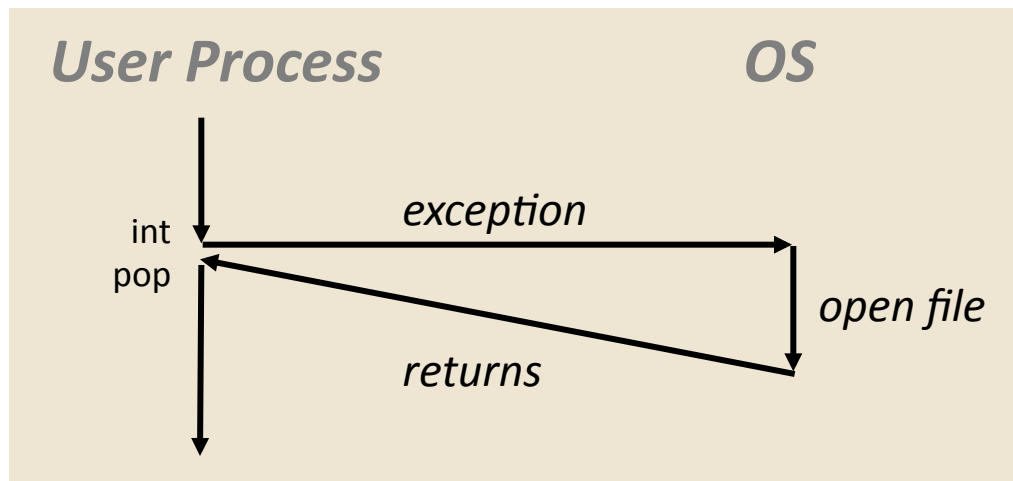 User Process
OS
exception
int
pop
open file
returns